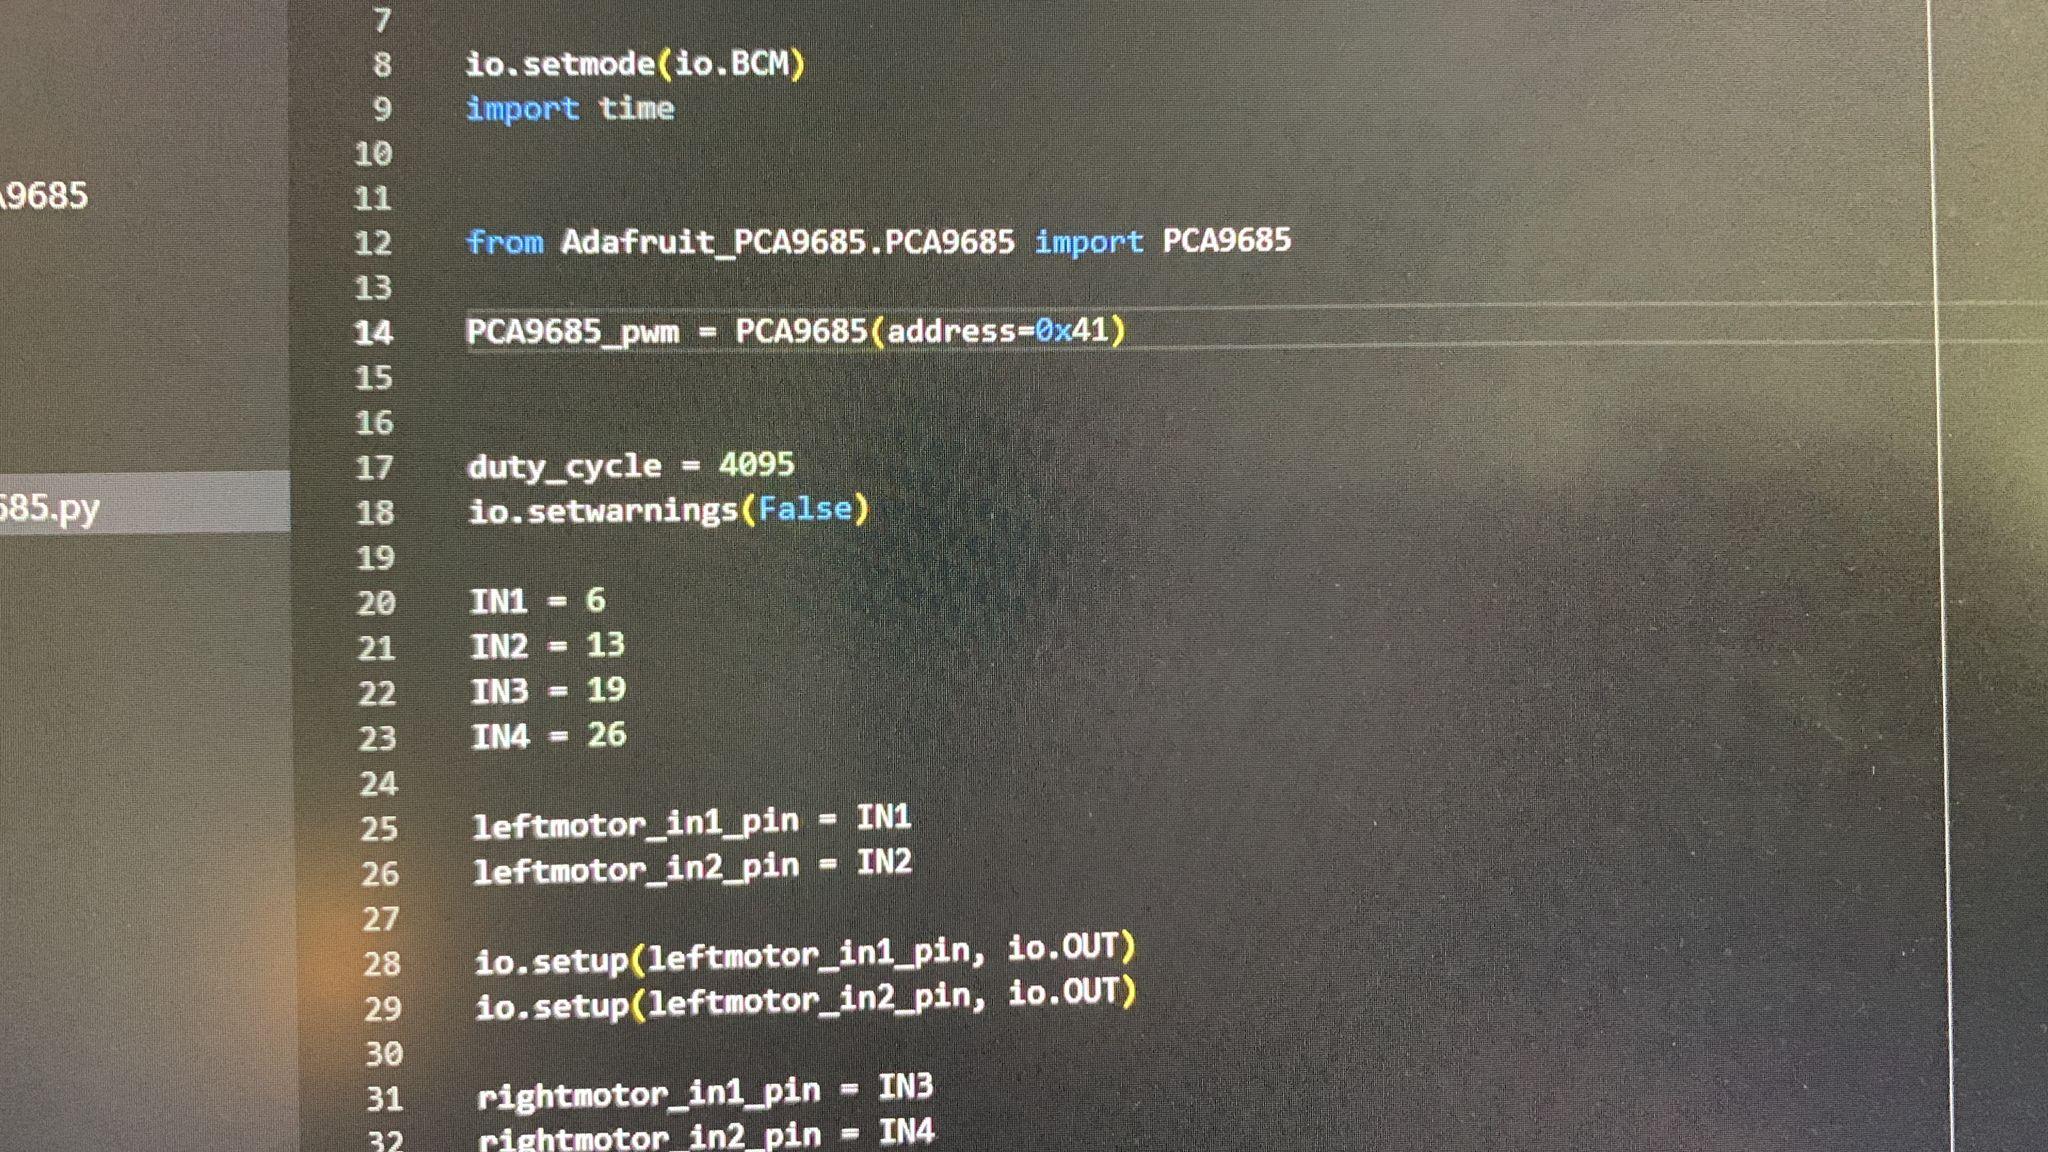 7
8 io.setmode(io.BCM)
9 import time
10
11
A9685
12 from Adafruit_PCA9685.PCA9685 import PCA9685
13
14 PCA9685_pwm = PCA9685(address=0x41)
15
16
17 duty_cycle = 4095
18 io.setwarnings(False)
685.py
19
20 IN1 = 6
21 IN2 = 13
22 IN3 = 19
23 IN4 = 26
24
25 leftmotor_in1_pin = IN1
26 leftmotor_in2_pin = IN2
27
28 io.setup(leftmotor_in1_pin, io.OUT)
29 io.setup(leftmotor_in2_pin, io.OUT)
30
31 rightmotor_in1_pin = IN3
32 rightmotor_in2_pin = IN4